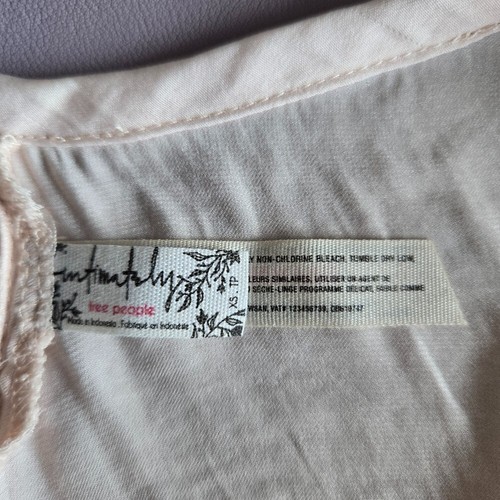 intimately
free people
Made in Indonesia . Fabriqué en Indonésie
XS . TP
Y NON-CHLORINE BLEACH, TUMBLE DRY LOW,
LEURS SIMILAIRES, UTILISER UN AGENT DE
SÈCHE-LINGE PROGRAMME DÉLICAT, FAIBLE COMME